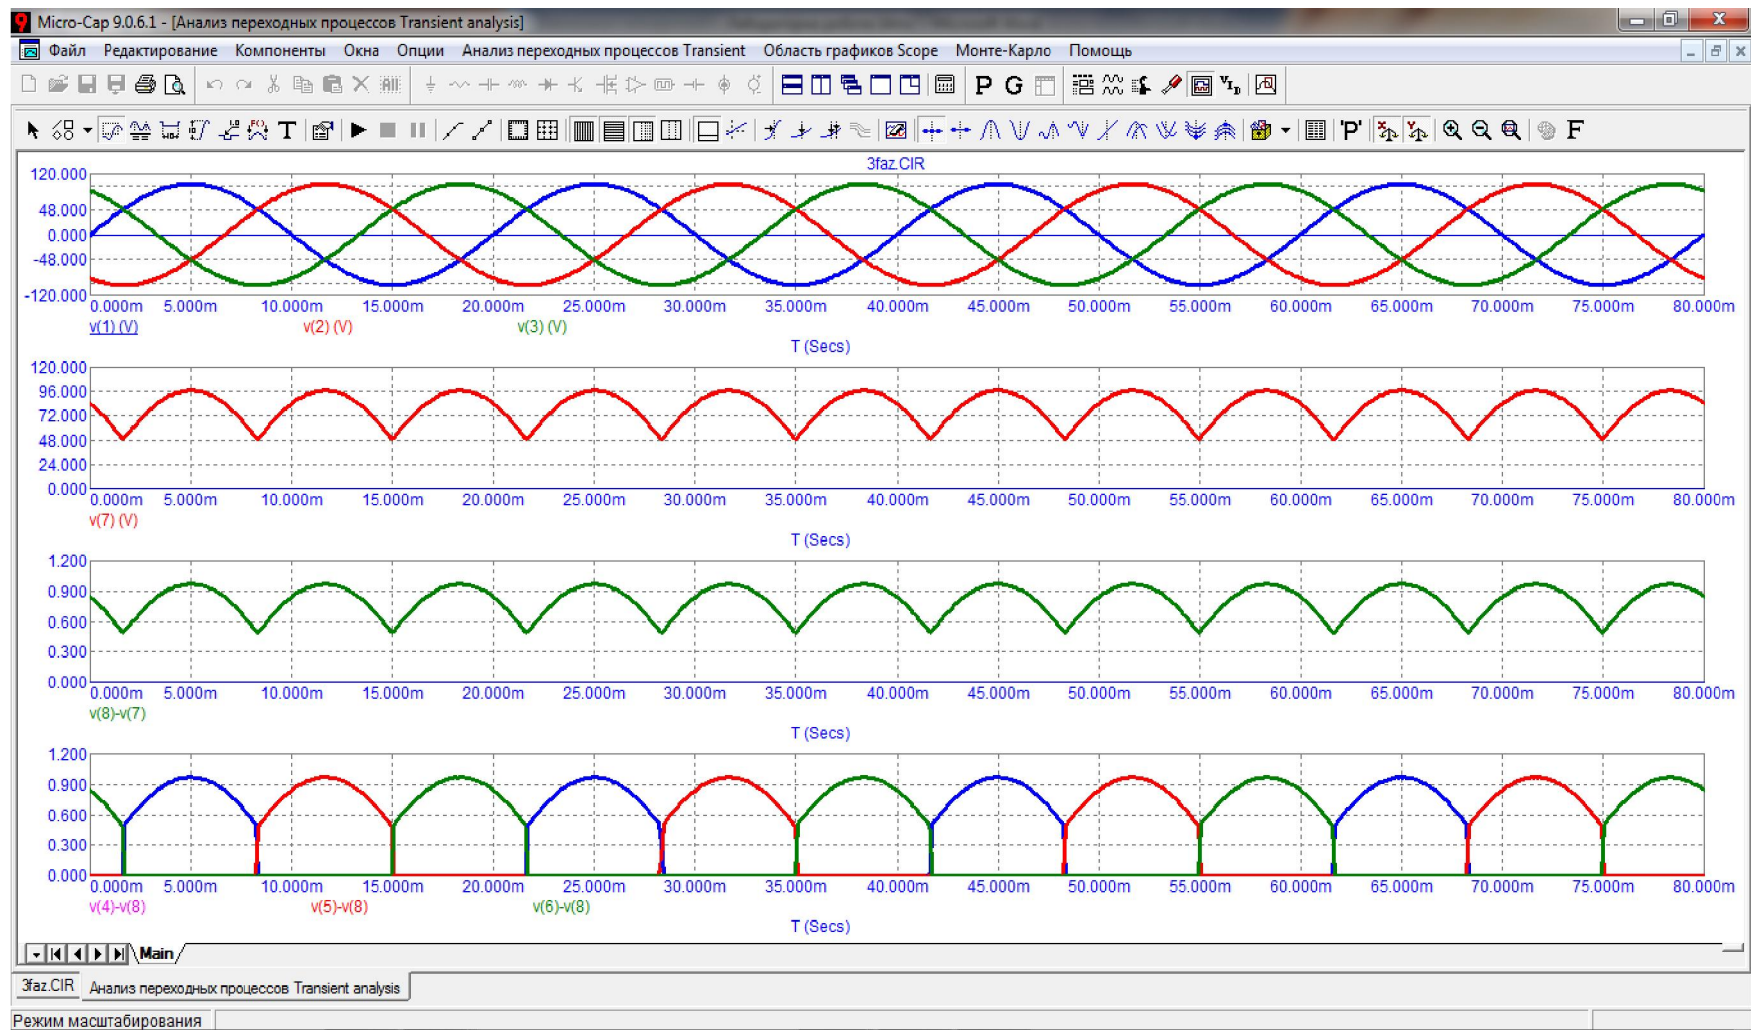 Micro-Cap 9.0.6.1 - [Анализ переходных процессов Transient analysis]
Файл Редактирование Компоненты Окна Опции Анализ переходных процессов Transient Область графиков Scope Монте-Карло Помощь
P G
T 'P' F
3faz.CIR
120.000
48.000
0.000
-48.000
-120.000
0.000m 5.000m 10.000m 15.000m 20.000m 25.000m 30.000m 35.000m 40.000m 45.000m 50.000m 55.000m 60.000m 65.000m 70.000m 75.000m 80.000m
v(1) (V) v(2) (V) v(3) (V)
T (Secs)
120.000
96.000
72.000
48.000
24.000
0.000
0.000m 5.000m 10.000m 15.000m 20.000m 25.000m 30.000m 35.000m 40.000m 45.000m 50.000m 55.000m 60.000m 65.000m 70.000m 75.000m 80.000m
v(7) (V)
T (Secs)
1.200
0.900
0.600
0.300
0.000
0.000m 5.000m 10.000m 15.000m 20.000m 25.000m 30.000m 35.000m 40.000m 45.000m 50.000m 55.000m 60.000m 65.000m 70.000m 75.000m 80.000m
v(8)-v(7)
T (Secs)
1.200
0.900
0.600
0.300
0.000
0.000m 5.000m 10.000m 15.000m 20.000m 25.000m 30.000m 35.000m 40.000m 45.000m 50.000m 55.000m 60.000m 65.000m 70.000m 75.000m 80.000m
v(4)-v(8) v(5)-v(8) v(6)-v(8)
T (Secs)
Main
3faz.CIR Анализ переходных процессов Transient analysis
Режим масштабирования